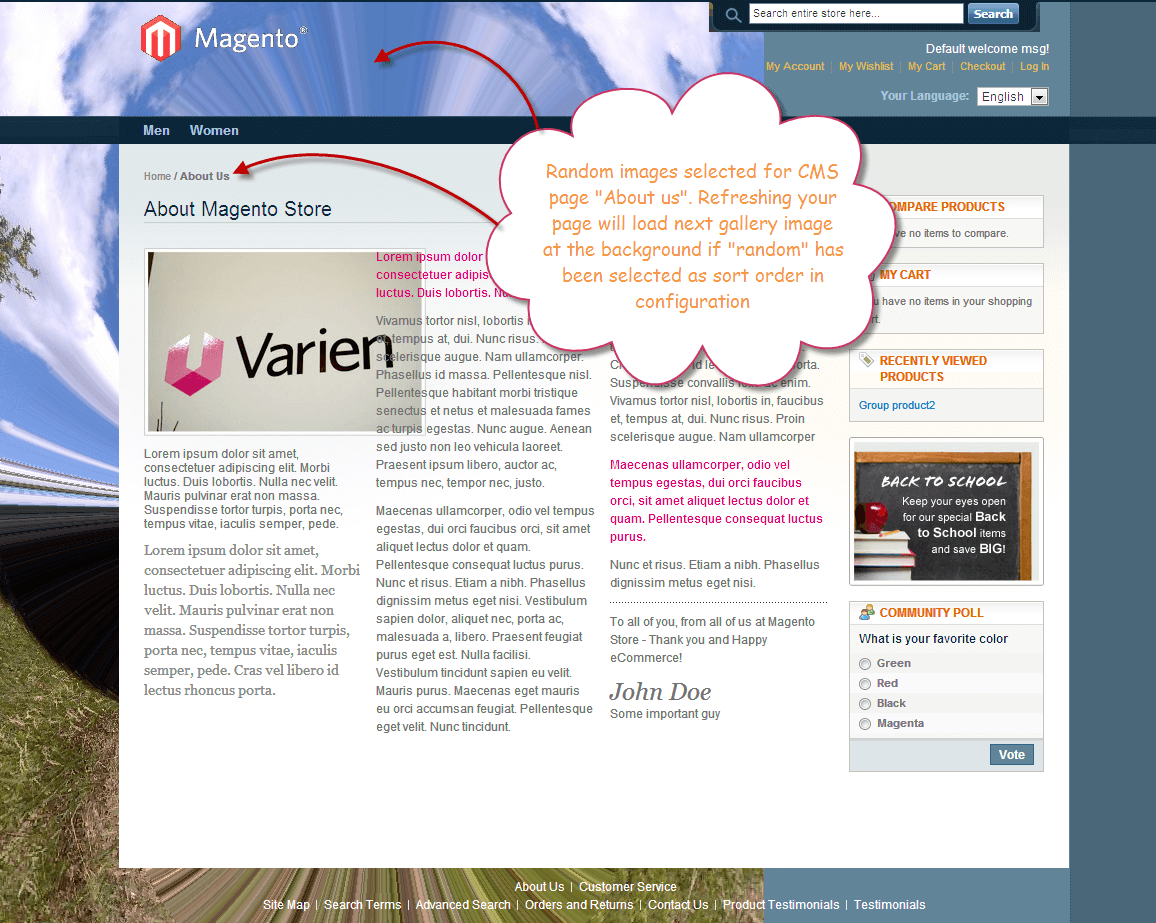 Magento®
Search entire store here...
Search
Default welcome msg!
My Account | My Wishlist | My Cart | Checkout | Log In
Your Language: English
Men Women
Home / About Us
About Magento Store
Random images selected for CMS
page "About us". Refreshing your
page will load next gallery image
at the background if "random" has
been selected as sort order in
configuration
Varien
Lorem ipsum dolor sit amet,
consectetuer adipiscing elit. Morbi
luctus. Duis lobortis. Nulla nec velit.
Mauris pulvinar erat non massa.
Suspendisse tortor turpis, porta nec,
tempus vitae, iaculis semper, pede.
Lorem ipsum dolor sit amet,
consectetuer adipiscing elit. Morbi
luctus. Duis lobortis. Nulla nec
velit. Mauris pulvinar erat non
massa. Suspendisse tortor turpis,
porta nec, tempus vitae, iaculis
semper, pede. Cras vel libero id
lectus rhoncus porta.
Lorem ipsum dolor
consectetuer
luctus. Duis lobortis.
Vivamus tortor nisl, lobortis
et, tempus at, dui. Nunc risus.
scelerisque augue. Nam ullamcorper.
Phasellus id massa. Pellentesque nisl.
Pellentesque habitant morbi tristique
senectus et netus et malesuada fames
ac turpis egestas. Nunc augue. Aenean
sed justo non leo vehicula laoreet.
Praesent ipsum libero, auctor ac,
tempus nec, tempor nec, justo.
Maecenas ullamcorper, odio vel tempus
egestas, dui orci faucibus orci, sit amet
aliquet lectus dolor et quam.
Pellentesque consequat luctus purus.
Nunc et risus. Etiam a nibh. Phasellus
dignissim metus eget nisi. Vestibulum
sapien dolor, aliquet nec, porta ac,
malesuada a, libero. Praesent feugiat
purus eget est. Nulla facilisi.
Vestibulum tincidunt sapien eu velit.
Mauris purus. Maecenas eget mauris
eu orci accumsan feugiat. Pellentesque
eget velit. Nunc tincidunt.
convallis enim.
Vivamus tortor nisl, lobortis in, faucibus
et, tempus at, dui. Nunc risus. Proin
scelerisque augue. Nam ullamcorper
Maecenas ullamcorper, odio vel
tempus egestas, dui orci faucibus
orci, sit amet aliquet lectus dolor et
quam. Pellentesque consequat luctus
purus.
Nunc et risus. Etiam a nibh. Phasellus
dignissim metus eget nisi.
To all of you, from all of us at Magento
Store - Thank you and Happy
eCommerce!
John Doe
Some important guy
OMPARE PRODUCTS
no items to compare.
MY CART
have no items in your shopping
RECENTLY VIEWED
PRODUCTS
Group product2
BACK TO SCHOOL
Keep your eyes open
for our special Back
to School items
and save BIG!
COMMUNITY POLL
What is your favorite color
Green
Red
Black
Magenta
Vote
About Us | Customer Service
Site Map | Search Terms | Advanced Search | Orders and Returns | Contact Us | Product Testimonials | Testimonials